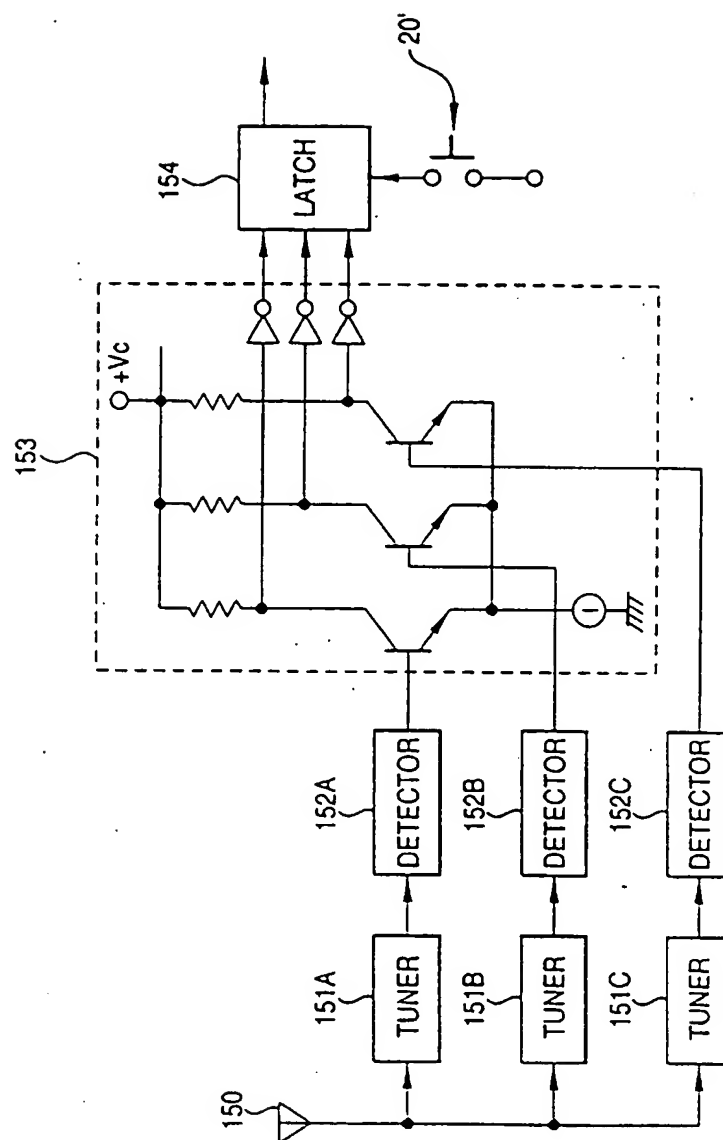 150
151A
TUNER
152A
DETECTOR
151B
TUNER
152B
DETECTOR
151C
TUNER
152C
DETECTOR
153
+Vc
154
LATCH
20'